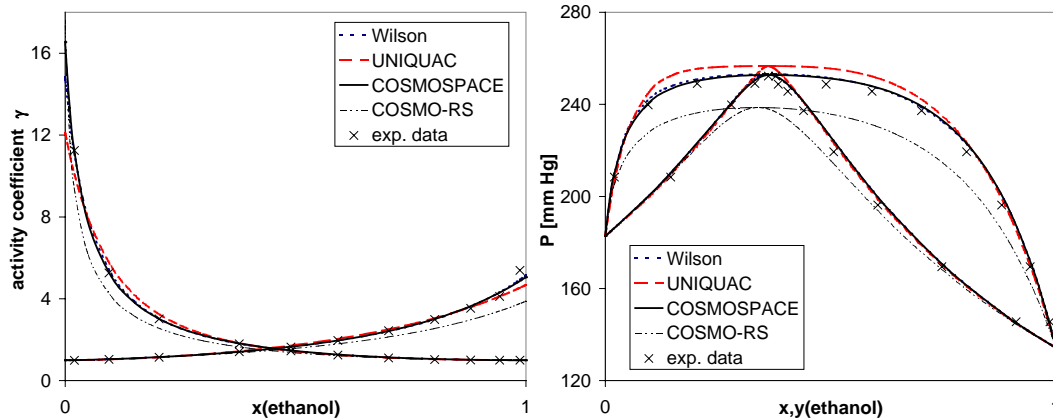 activity coefficient γ
16
12
8
4
0
0
1
x(ethanol)
Wilson
UNIQUAC
COSMOSPACE
COSMO-RS
exp. data
P [mm Hg]
280
240
200
160
120
0
x,y(ethanol)
Wilson
UNIQUAC
COSMOSPACE
COSMO-RS
exp. data